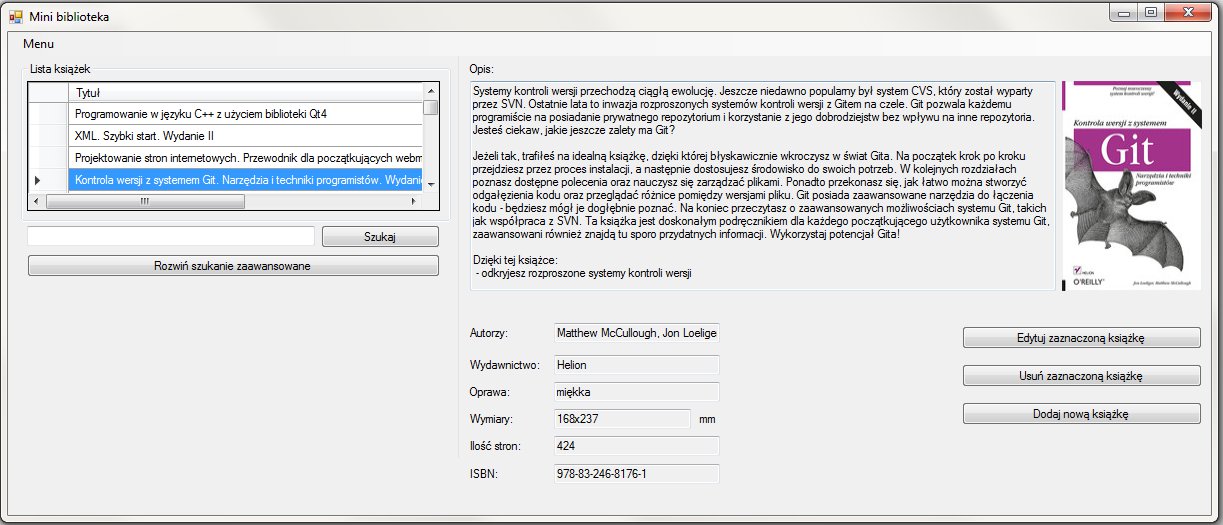 Mini biblioteka
Menu
Lista książek
Tytuł
Programowanie w języku C++ z użyciem biblioteki Qt4
XML. Szybki start. Wydanie II
Projektowanie stron internetowych. Przewodnik dla początkujących webm
Kontrola wersji z systemem Git. Narzędzia i techniki programistów. Wydani
Szukaj
Rozwiń szukanie zaawansowane
Opis:
Systemy kontroli wersji przechodzą ciągłą ewolucję. Jeszcze niedawno popularny był system CVS, który został wyparty
przez SVN. Ostatnie lata to inwazja rozproszonych systemów kontroli wersji z Gitem na czele. Git pozwala każdemu
programiście na posiadanie prywatnego repozytorium i korzystanie z jego dobrodziejstw bez wpływu na inne repozytoria.
Jesteś ciekaw, jakie jeszcze zalety ma Git?
Jeżeli tak, trafiłeś na idealną książkę, dzięki której błyskawicznie wkroczysz w świat Gita. Na początek krok po kroku
przejdziesz przez proces instalacji, a następnie dostosujesz środowisko do swoich potrzeb. W kolejnych rozdziałach
poznasz dostępne polecenia oraz nauczysz się zarządzać plikami. Ponadto przekonasz się, jak łatwo można stworzyć
odgałęzienia kodu oraz przeglądać różnice pomiędzy wersjami pliku. Git posiada zaawansowane narzędzia do łączenia
kodu - będziesz mógł je dogłębnie poznać. Na koniec przeczytasz o zaawansowanych możliwościach systemu Git, takich
jak współpraca z SVN. Ta książka jest doskonałym podręcznikiem dla każdego początkującego użytkownika systemu Git,
zaawansowani również znajdą tu sporo przydatnych informacji. Wykorzystaj potencjał Gita!
Dzięki tej książce:
- odkryjesz rozproszone systemy kontroli wersji
Poznaj nowoczesny
system kontroli wersji!
Wydanie II
Kontrola wersji z systemem
Git
Narzędzia i techniki
programistów
HELION
O'REILLY
Jon Loeliger, Matthew McCullough
Autorzy:
Matthew McCullough, Jon Loelige
Wydawnictwo:
Helion
Oprawa:
miękka
Wymiary:
168x237
mm
Ilość stron:
424
ISBN:
978-83-246-8176-1
Edytuj zaznaczoną książkę
Usuń zaznaczoną książkę
Dodaj nową książkę